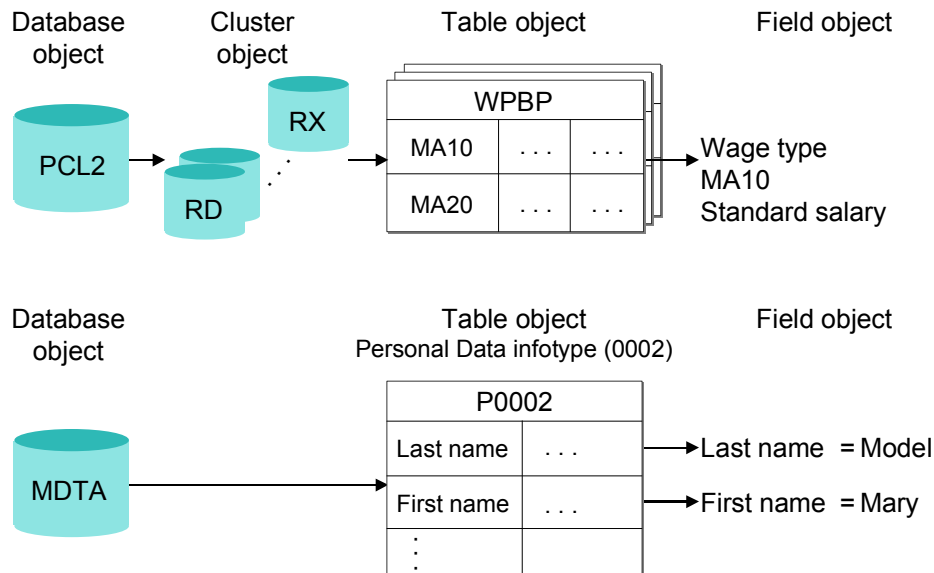 Database
object
Cluster
object
Table object
Field object
PCL2
RD
RX
WPBP
MA10 . . . . . .
MA20 . . . . . .
Wage type
MA10
Standard salary
Database
object
Table object
Personal Data infotype (0002)
Field object
MDTA
P0002
Last name . . .
First name . . .
Last name = Model
First name = Mary